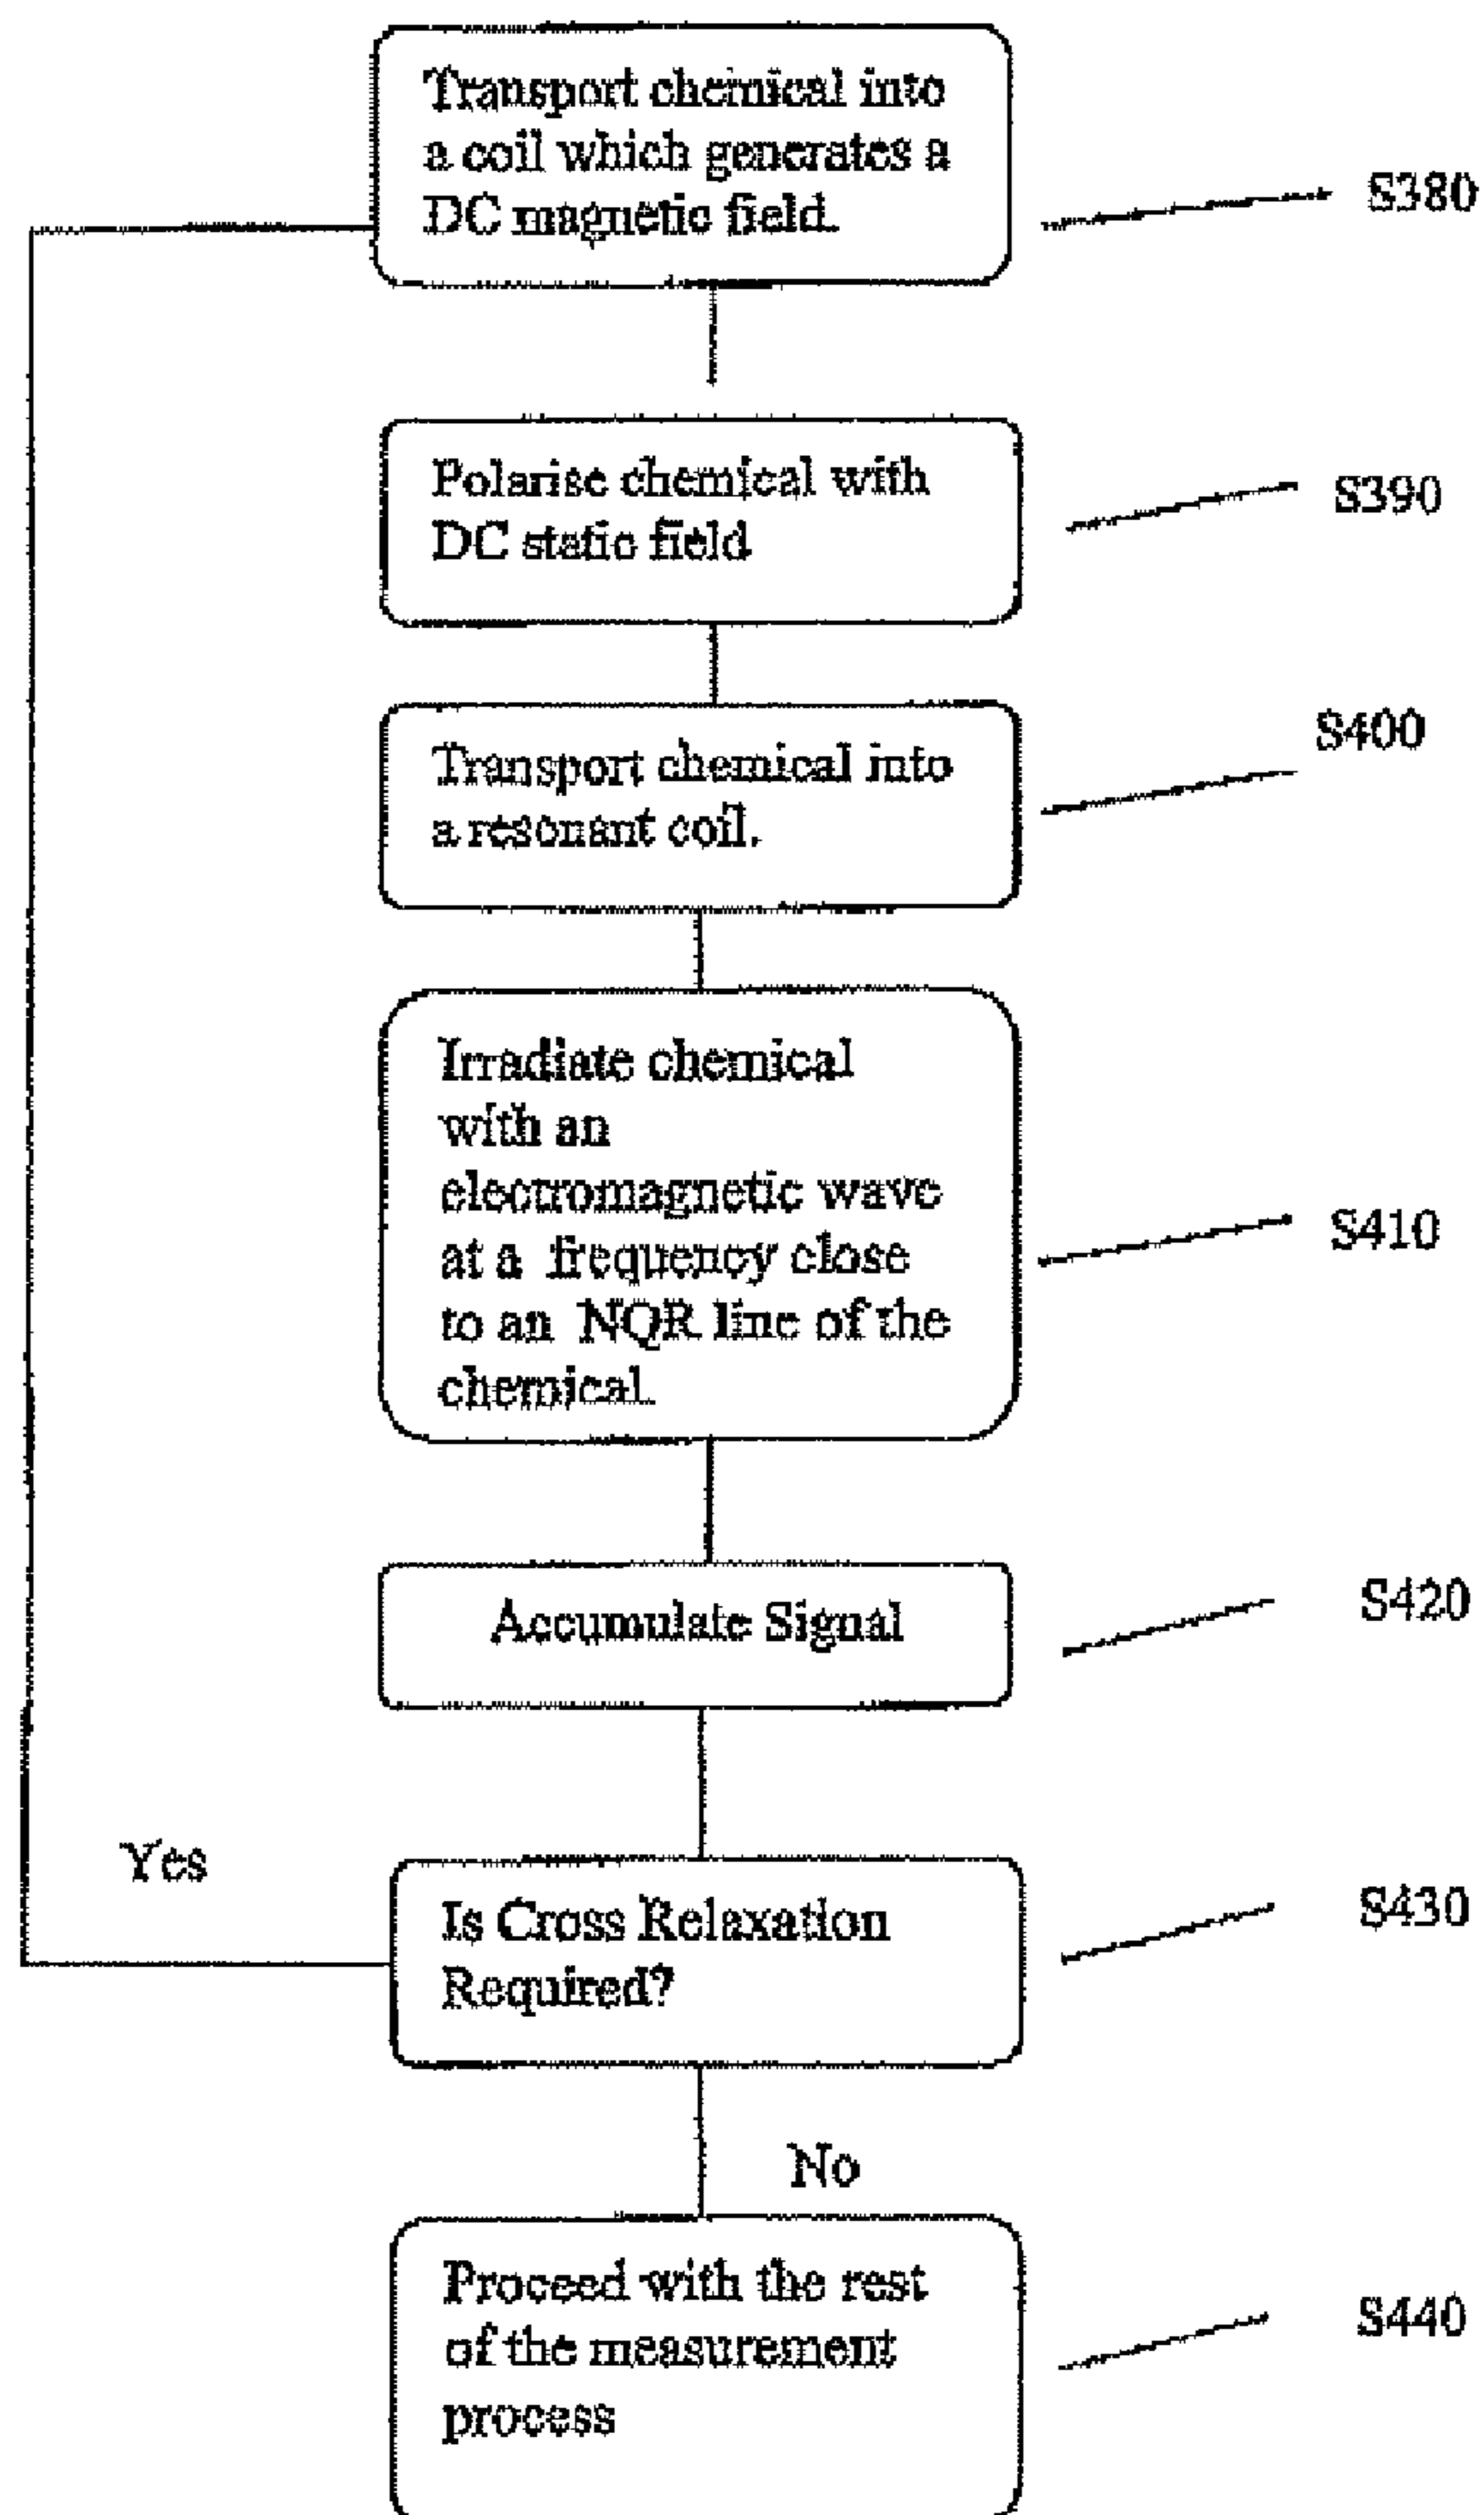 Transport chemical into
a coil which generates a
DC magnetic field.
S380
Polarise chemical with
DC static field
S390
Transport chemical into
a resonant coil.
S400
Irradiate chemical
with an
electromagnetic wave
at a frequency close
to an NQR line of the
chemical.
S410
Accumulate Signal
S420
Yes
Is Cross Relaxation
Required?
S430
No
Proceed with the rest
of the measurement
process
S440